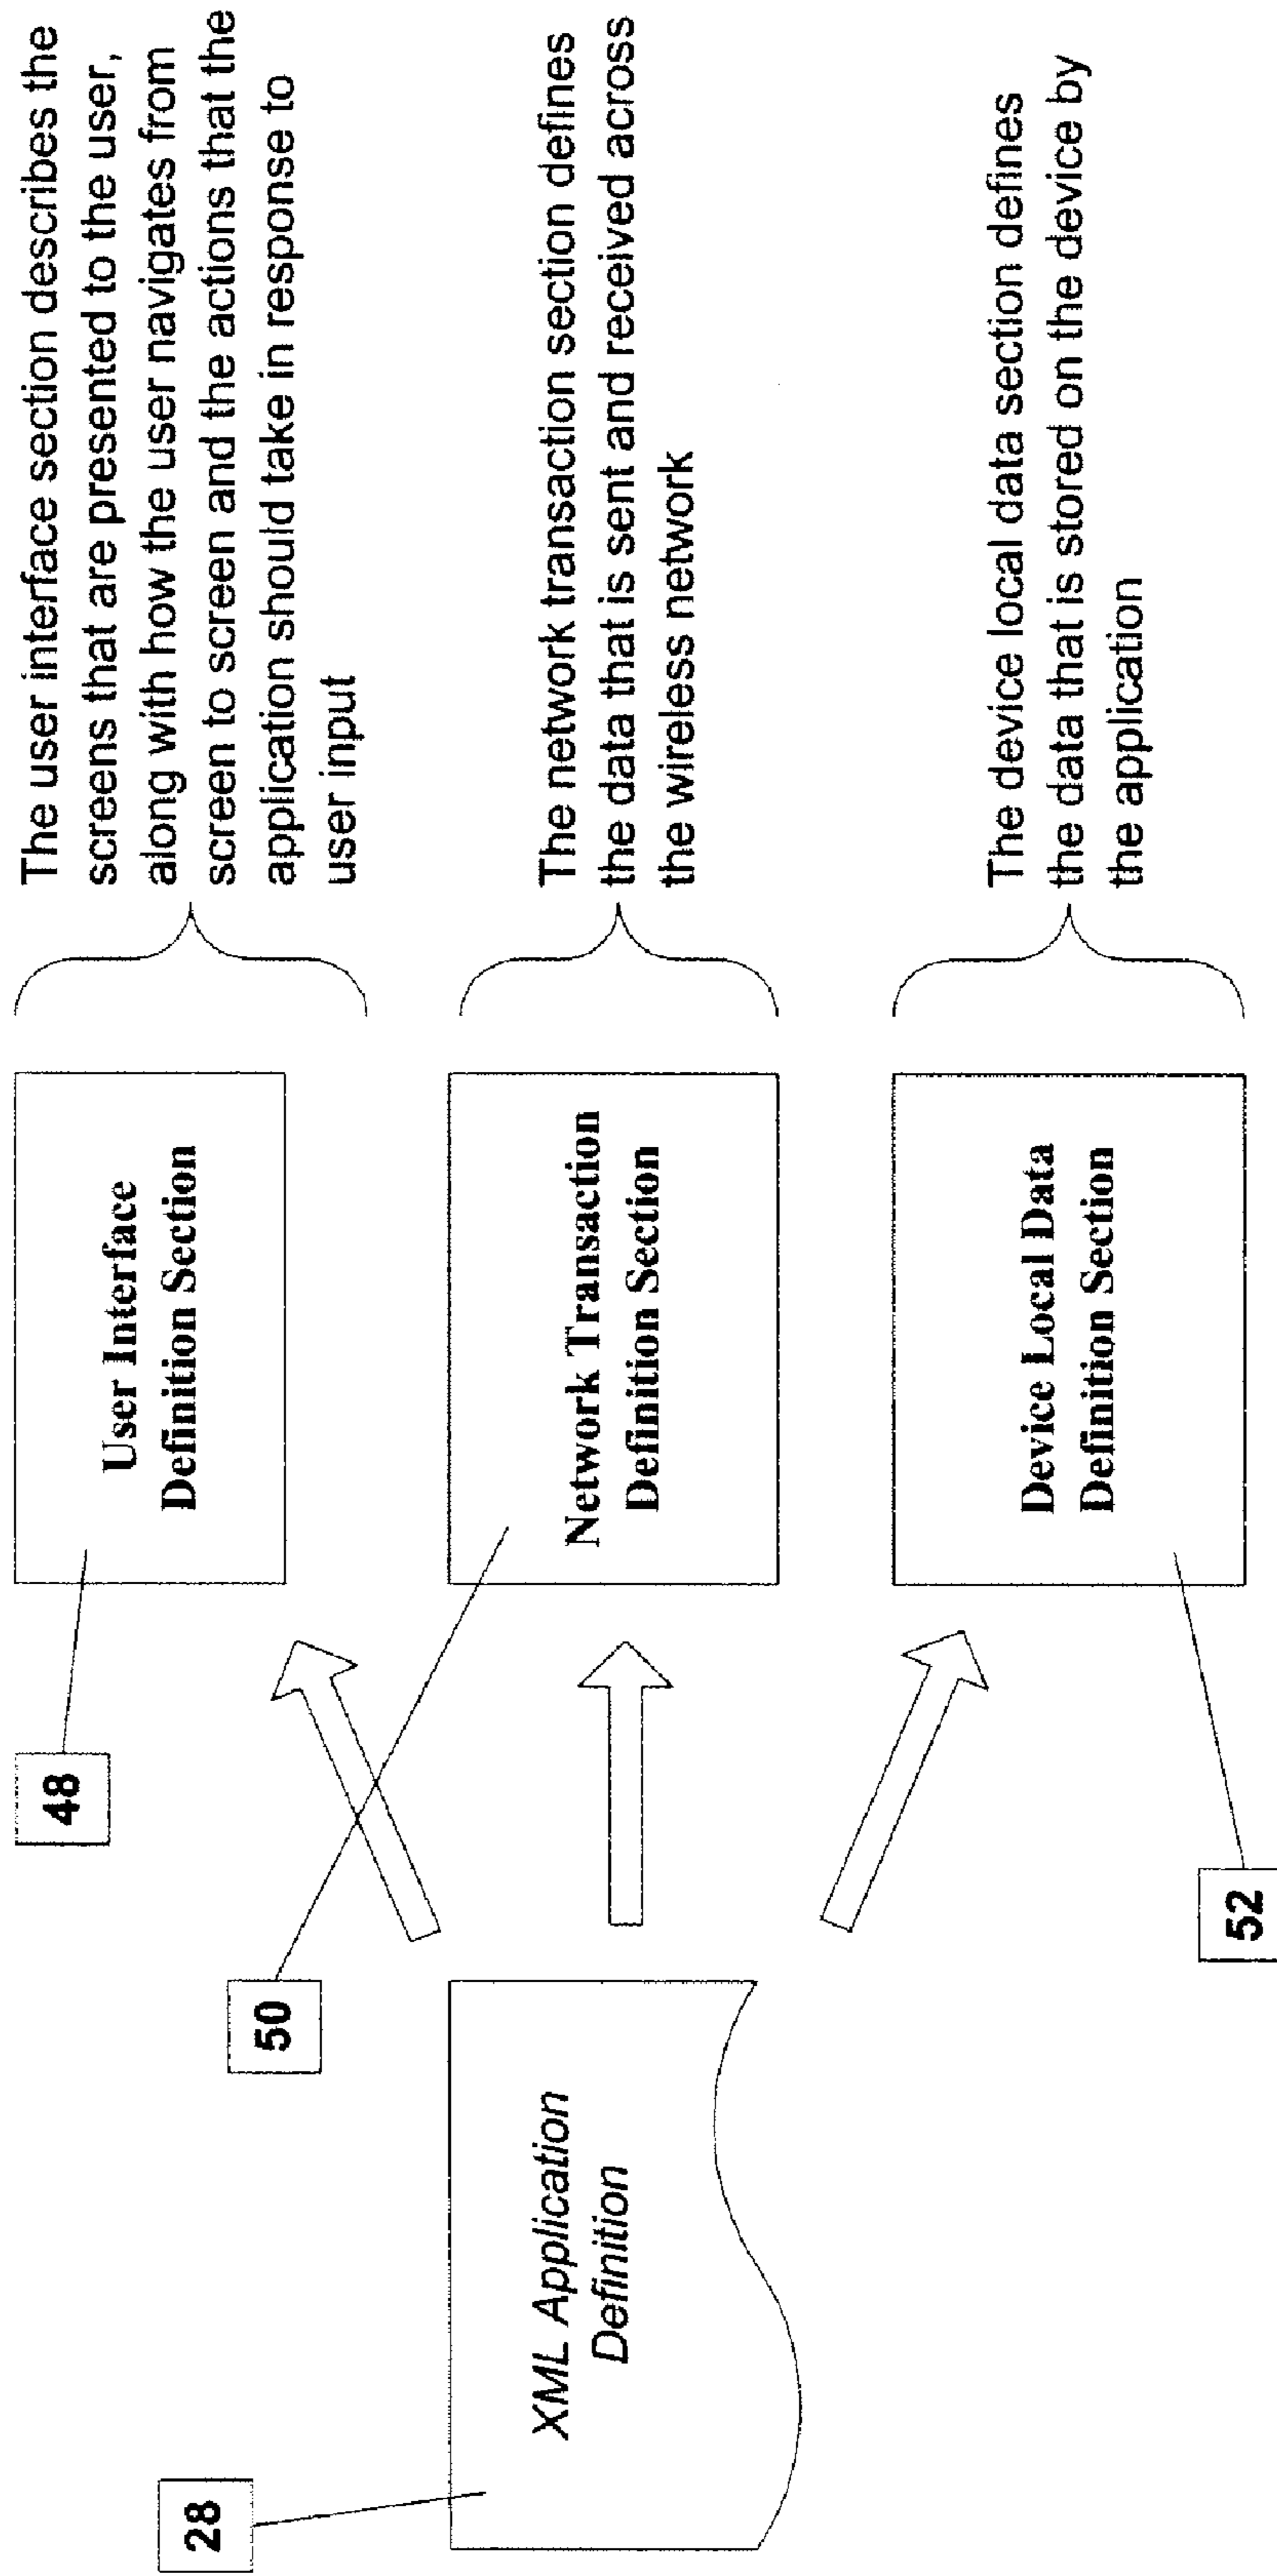 28
XML Application
Definition
48
50
52
User Interface
Definition Section
Network Transaction
Definition Section
Device Local Data
Definition Section
The user interface section describes the
screens that are presented to the user,
along with how the user navigates from
screen to screen and the actions that the
application should take in response to
user input
The network transaction section defines
the data that is sent and received across
the wireless network
The device local data section defines
the data that is stored on the device by
the application